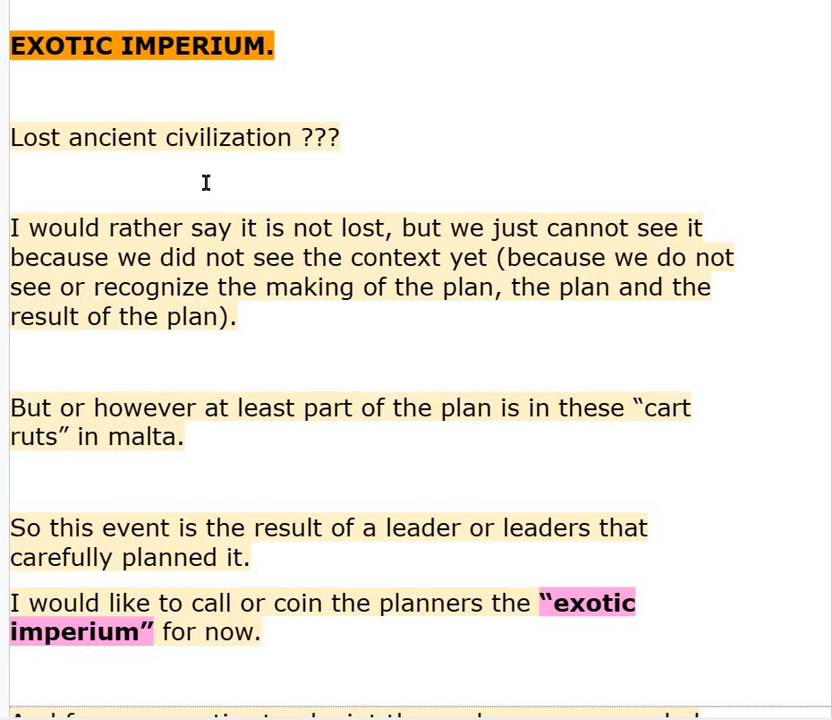 EXOTIC IMPERIUM.
Lost ancient civilization ???
I would rather say it is not lost, but we just cannot see it
because we did not see the context yet (because we do not
see or recognize the making of the plan, the plan and the
result of the plan).
But or however at least part of the plan is in these “cart
ruts” in malta.
So this event is the result of a leader or leaders that
carefully planned it.
I would like to call or coin the planners the “exotic
imperium” for now.